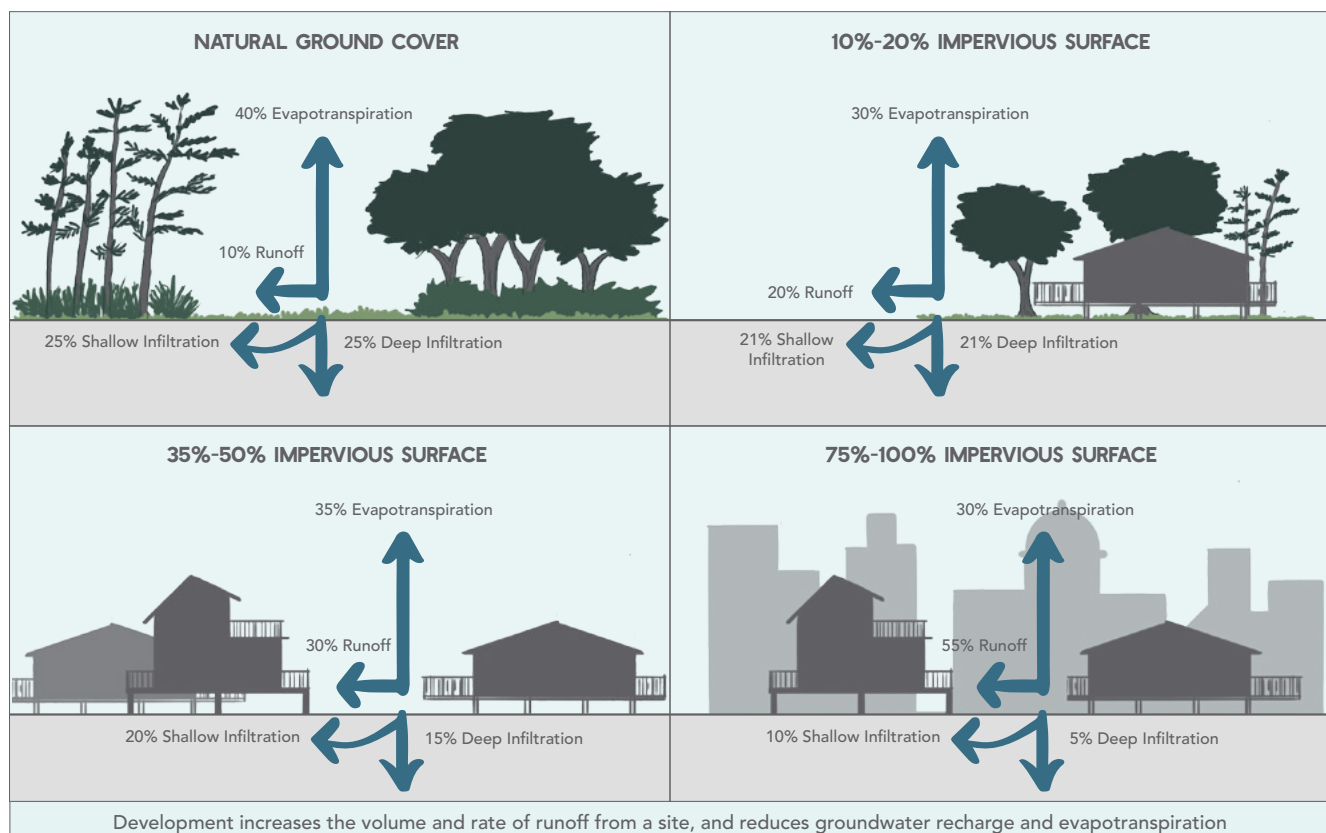 NATURAL GROUND COVER
40% Evapotranspiration
10% Runoff
25% Shallow Infiltration
25% Deep Infiltration
10%-20% IMPERVIOUS SURFACE
30% Evapotranspiration
20% Runoff
21% Shallow
Infiltration
21% Deep Infiltration
35%-50% IMPERVIOUS SURFACE
35% Evapotranspiration
30% Runoff
20% Shallow Infiltration
15% Deep Infiltration
75%-100% IMPERVIOUS SURFACE
30% Evapotranspiration
55% Runoff
10% Shallow Infiltration
5% Deep Infiltration
Development increases the volume and rate of runoff from a site, and reduces groundwater recharge and evapotranspiration